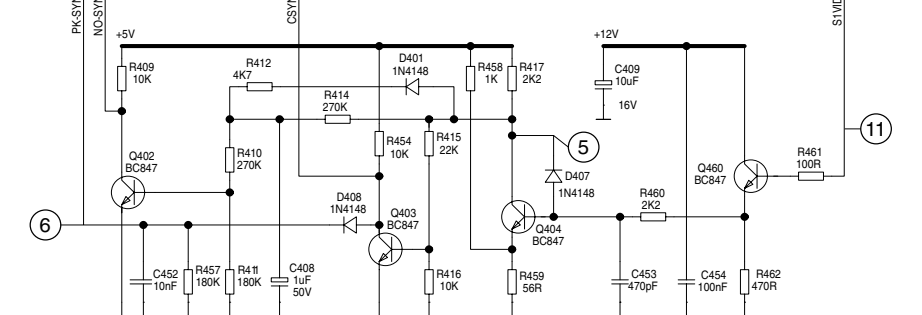 PK-SYN
NO-SYN
CSYN
S1VID
+5V
+12V
R409
10K
R412
4K7
D401
1N4148
R458
1K
R417
2K2
C409
10uF
16V
R414
270K
R454
10K
R415
22K
5
11
Q402
BC847
R410
270K
D407
1N4148
Q460
BC847
R461
100R
D408
1N4148
R460
2K2
6
Q403
BC847
Q404
BC847
C452
10nF
R457
180K
R411
180K
C408
1uF
50V
R416
10K
R459
56R
C453
470pF
C454
100nF
R462
470R